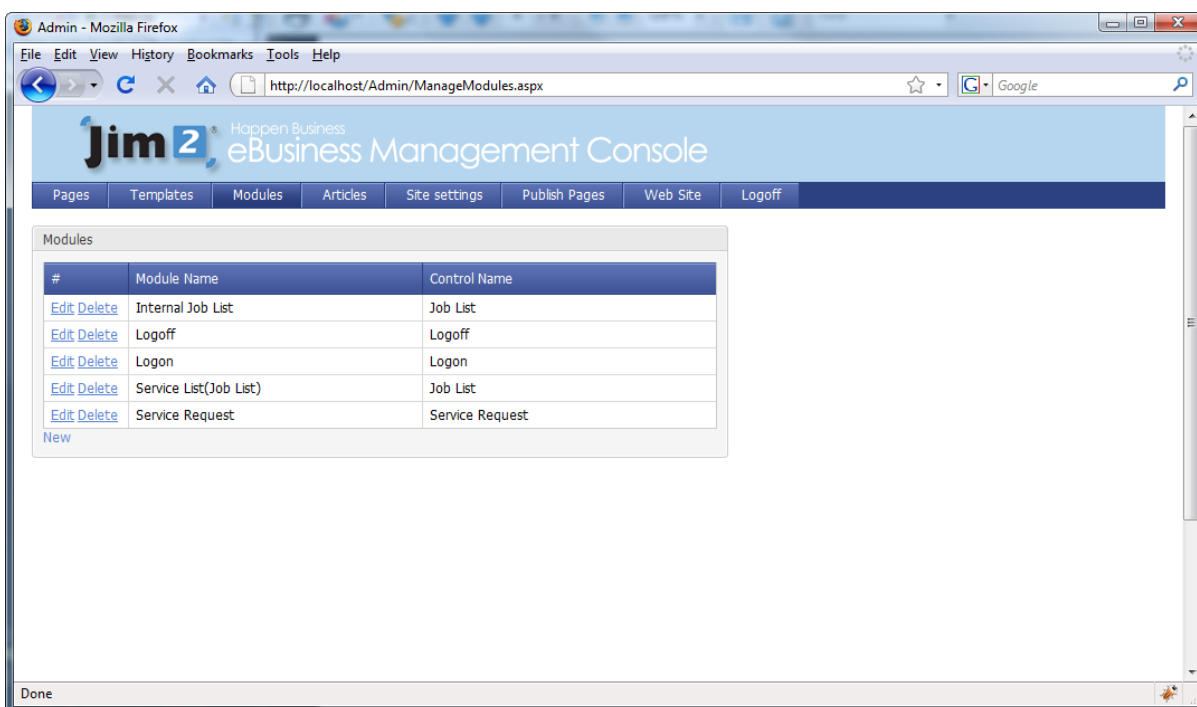 Admin - Mozilla Firefox
File Edit View History Bookmarks Tools Help
http://localhost/Admin/ManageModules.aspx
G Google
Jim2® Happen Business
eBusiness Management Console
Pages Templates Modules Articles Site settings Publish Pages Web Site Logoff
Modules
# Module Name Control Name
Edit Delete Internal Job List Job List
Edit Delete Logoff Logoff
Edit Delete Logon Logon
Edit Delete Service List(Job List) Job List
Edit Delete Service Request Service Request
New
Done